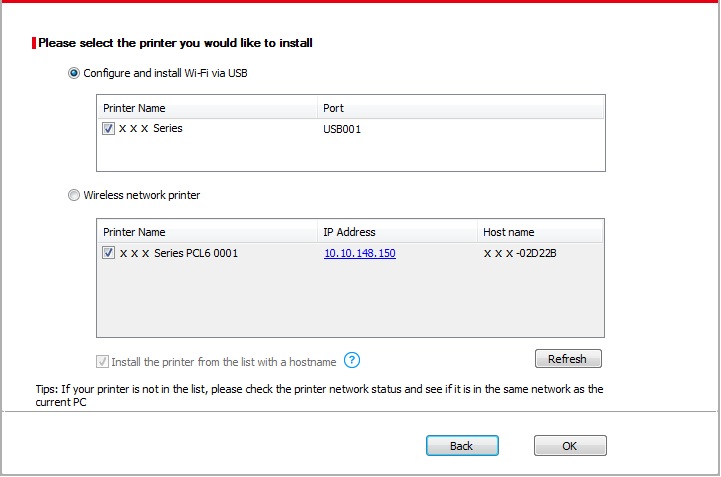 Please select the printer you would like to install
Configure and install Wi-Fi via USB
Printer Name Port
X X X Series USB001
Wireless network printer
Printer Name IP Address Host name
X X X Series PCL6 0001 10.10.148.150 X X X -02D22B
Install the printer from the list with a hostname ?
Refresh
Tips: If your printer is not in the list, please check the printer network status and see if it is in the same network as the
current PC
Back OK